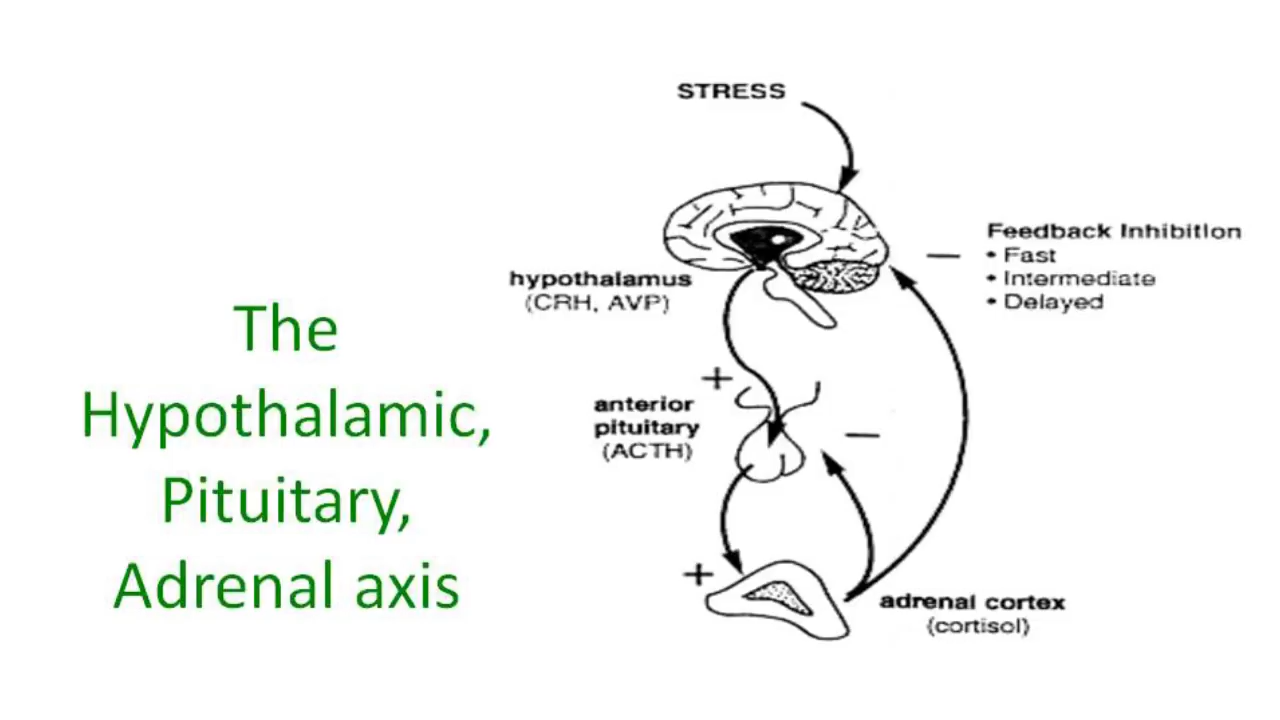 The
Hypothalamic,
Pituitary,
Adrenal axis
STRESS
hypothalamus
(CRH, AVP)
Feedback Inhibition
• Fast
• Intermediate
• Delayed
+
−
anterior
pituitary
(ACTH)
−
+
adrenal cortex
(cortisol)